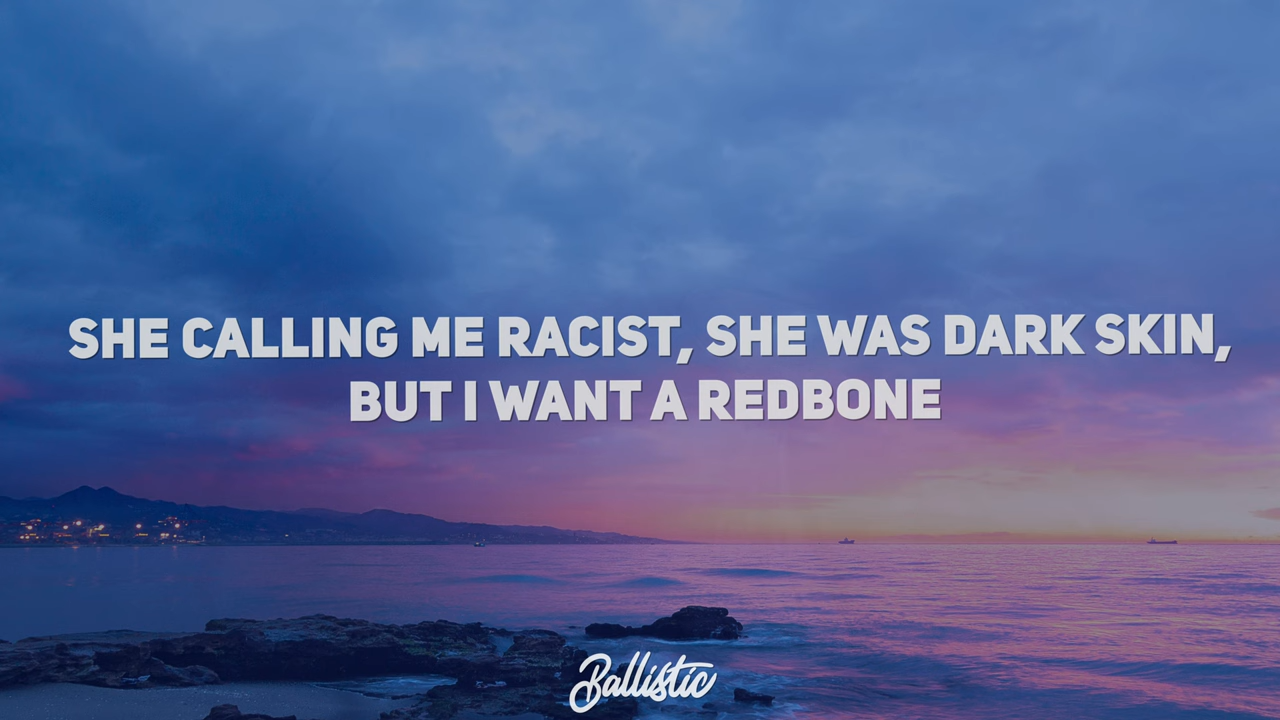 SHE CALLING ME RACIST, SHE WAS DARK SKIN,
BUT I WANT A REDBONE
Ballistic